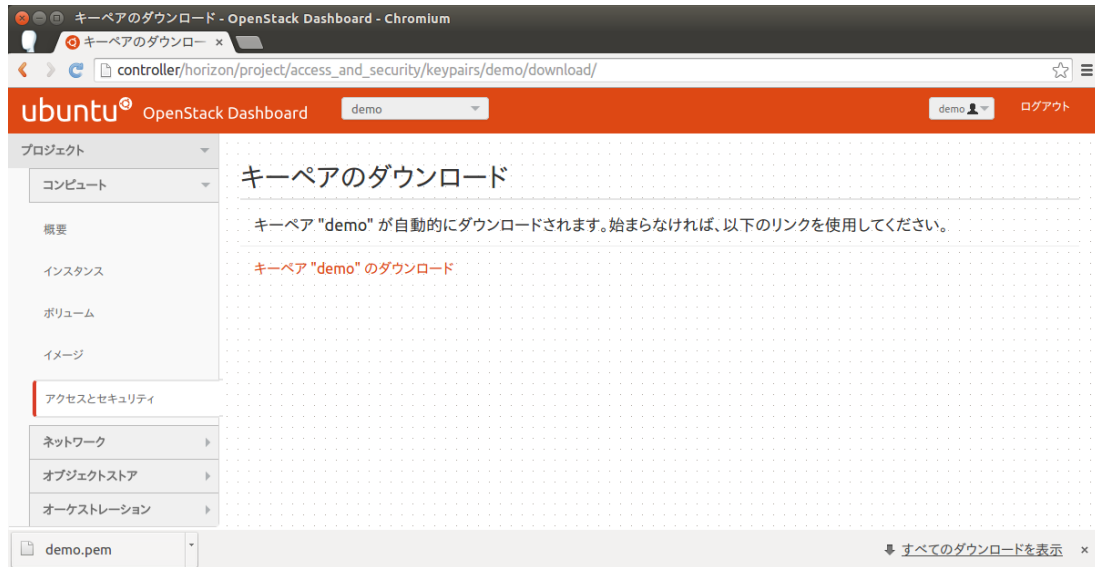 キーペアのダウンロード - OpenStack Dashboard - Chromium
キーペアのダウンロー ×
controller/horizon/project/access_and_security/keypairs/demo/download/
ubuntu OpenStack Dashboard demo demo ログアウト
プロジェクト
コンピュート
概要
インスタンス
ボリューム
イメージ
アクセスとセキュリティ
ネットワーク
オブジェクトストア
オーケストレーション
キーペアのダウンロード
キーペア "demo" が自動的にダウンロードされます。始まらなければ、以下のリンクを使用してください。
キーペア "demo" のダウンロード
demo.pem
すべてのダウンロードを表示 ×